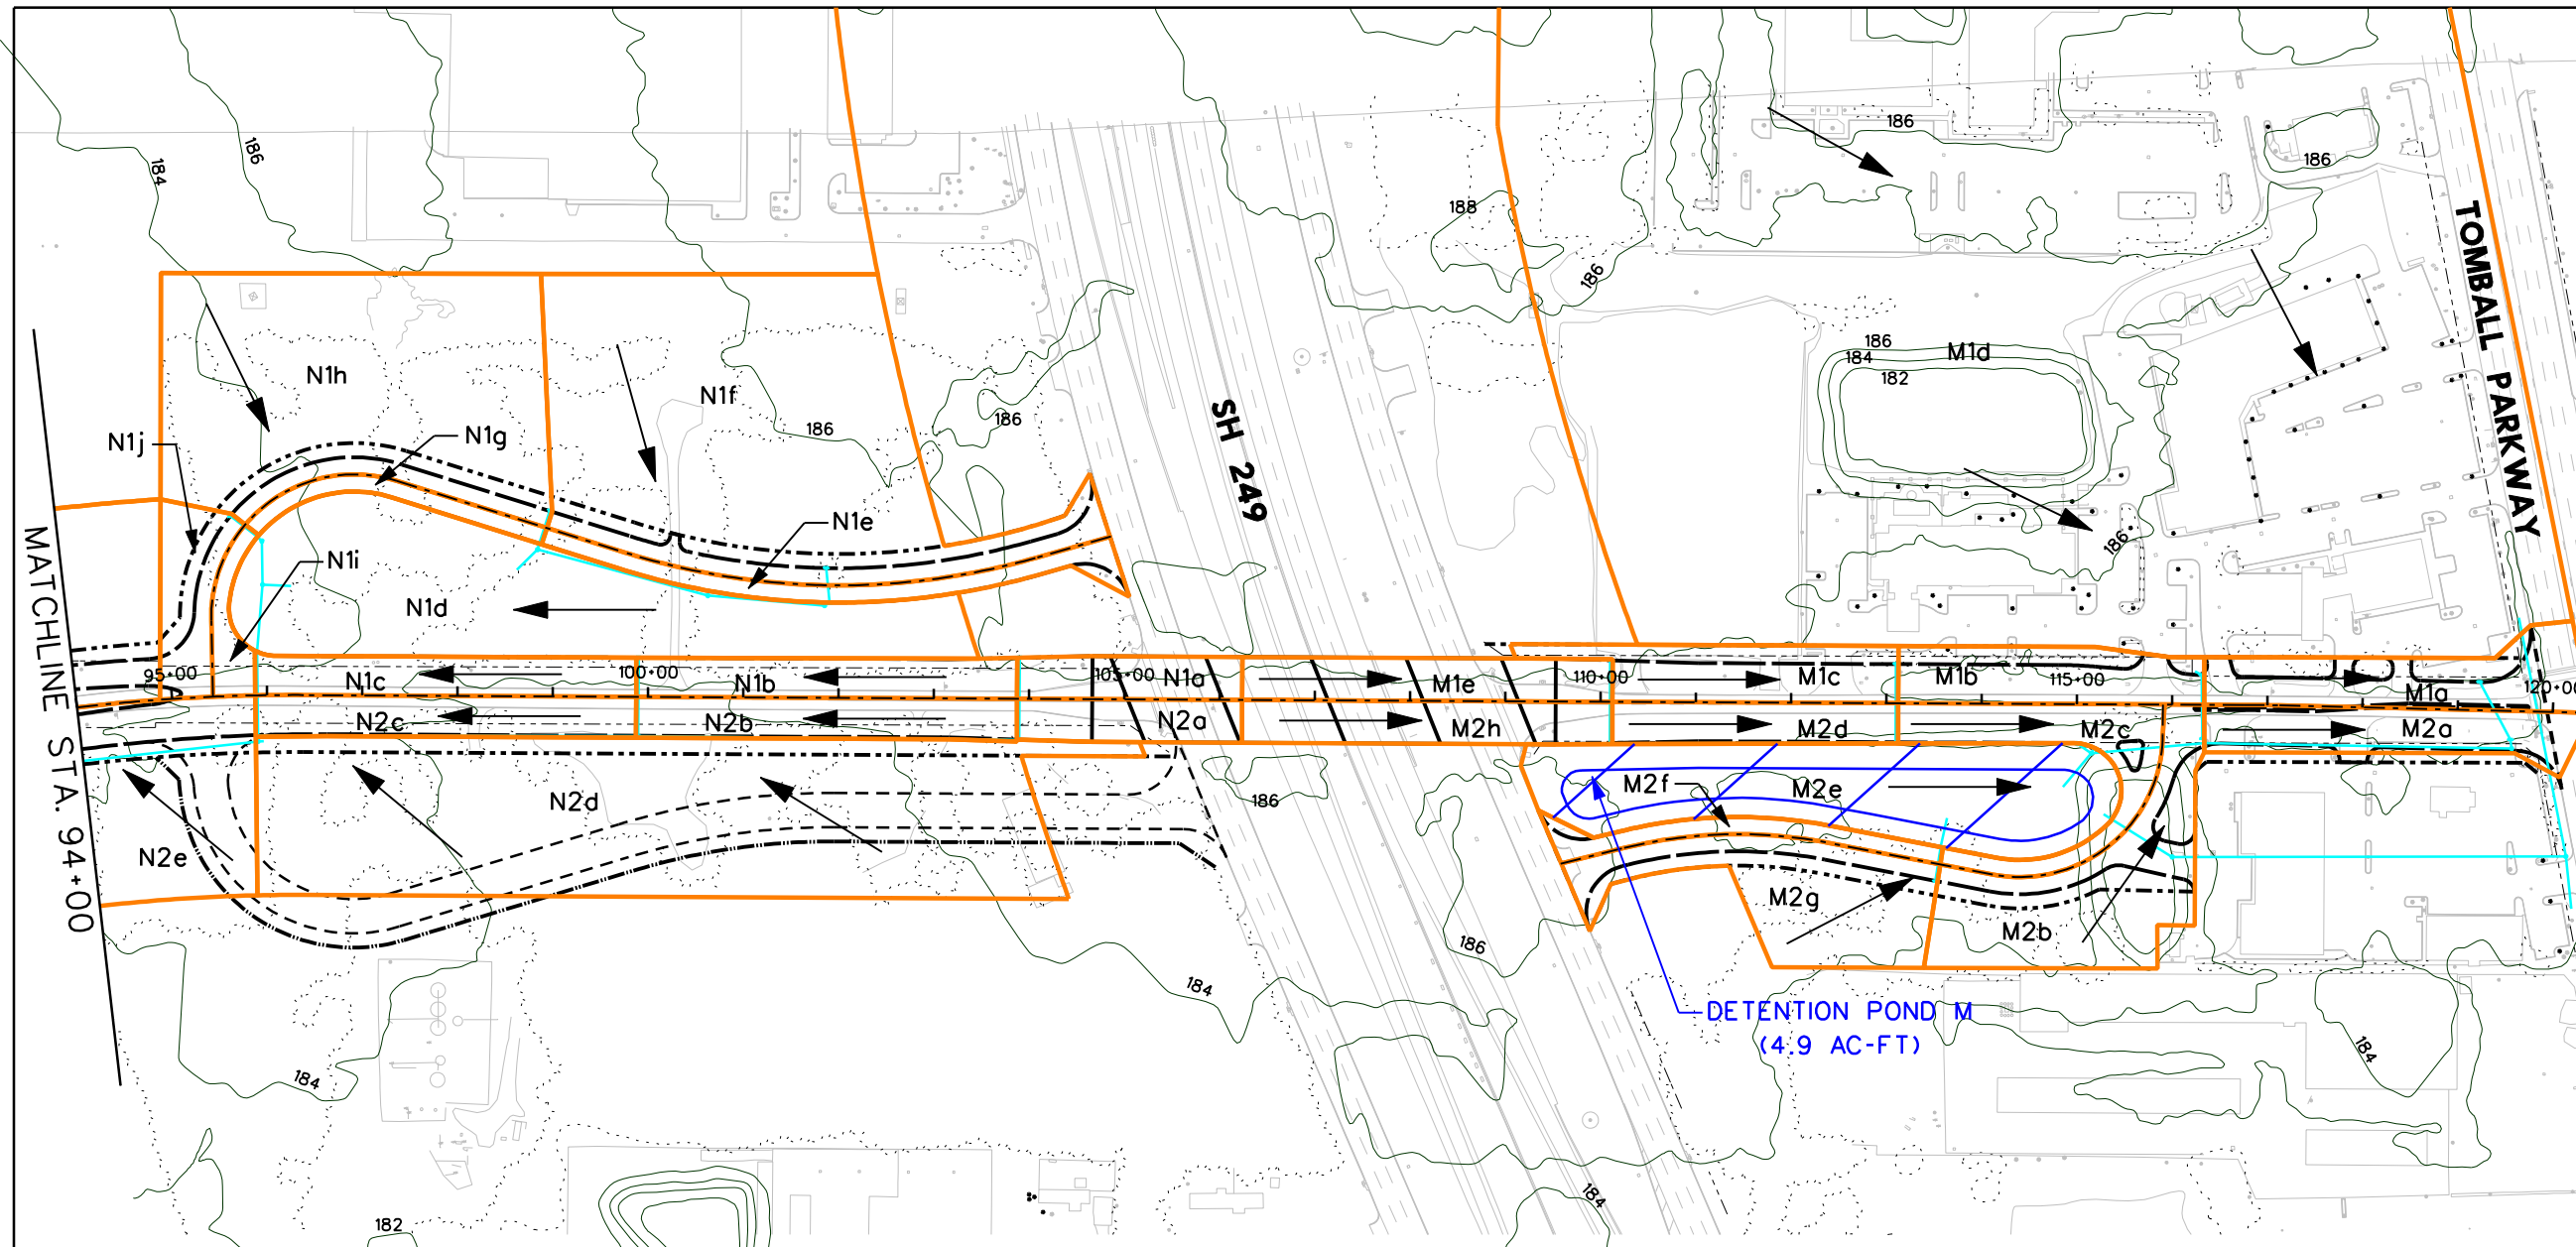 186
184
186
188
186
186
186
TOMBALL PARKWAY
N1h
N1f
186
186
SH 249
186
184
182
M1d
N1j
N1g
N1e
186
MATCHLINE STA. 94+00
N1i
N1d
95+00
100+00
105+00
110+00
115+00
120+00
N1c
N1b
N1a
M1e
M1c
M1b
M1a
N2c
N2b
N2a
M2h
M2d
M2c
M2a
N2e
N2d
186
M2f
M2e
M2g
M2b
186
184
DETENTION POND M
(4.9 AC-FT)
184
184
184
182